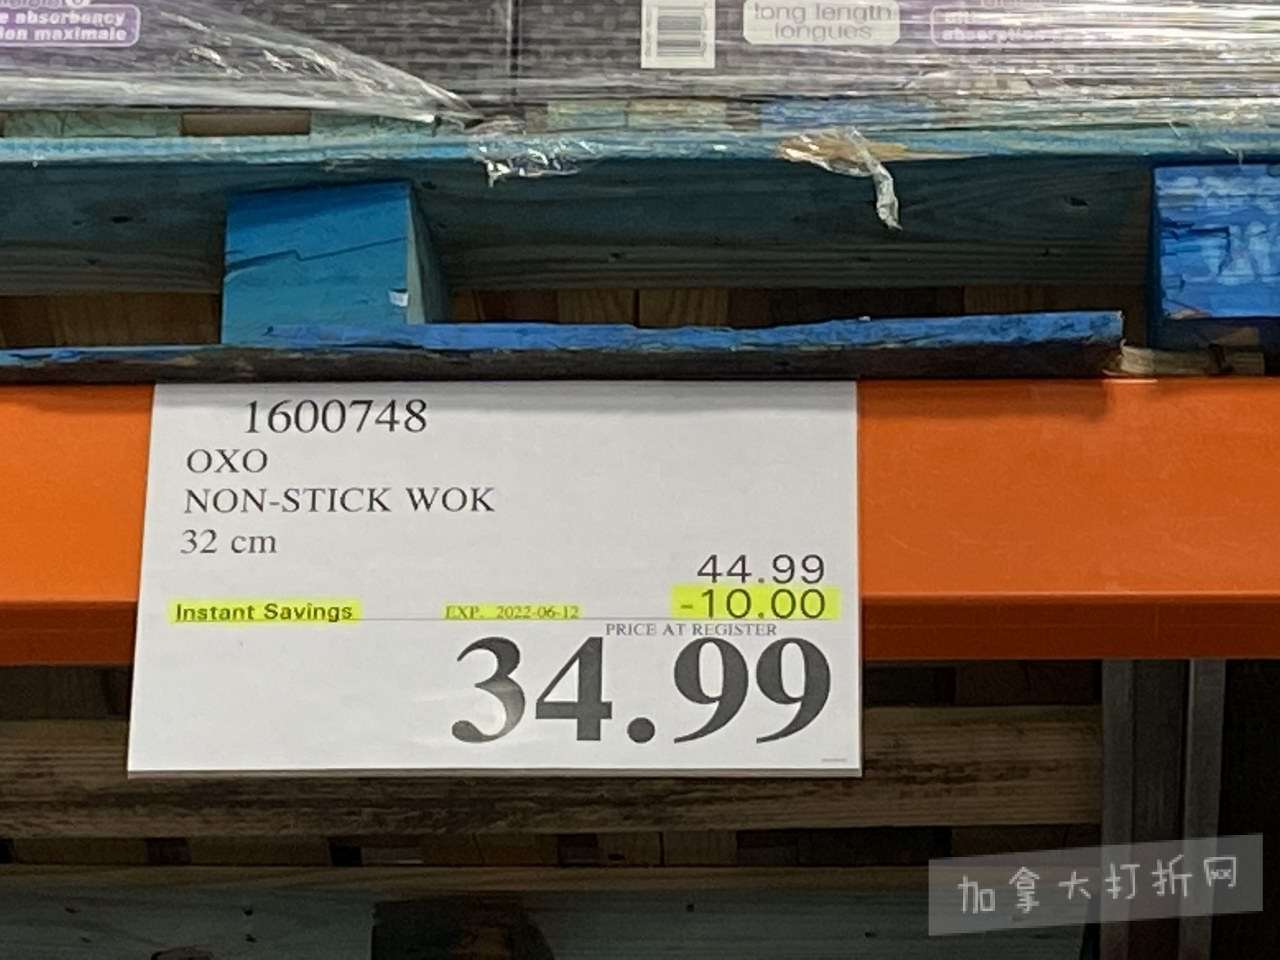 e absorbency
ion maximale
long length
longues
absorption
1600748
OXO
NON-STICK WOK
32 cm
44.99
Instant Savings EXP. 2022-06-12 -10.00
PRICE AT REGISTER
34.99
加拿大打折网